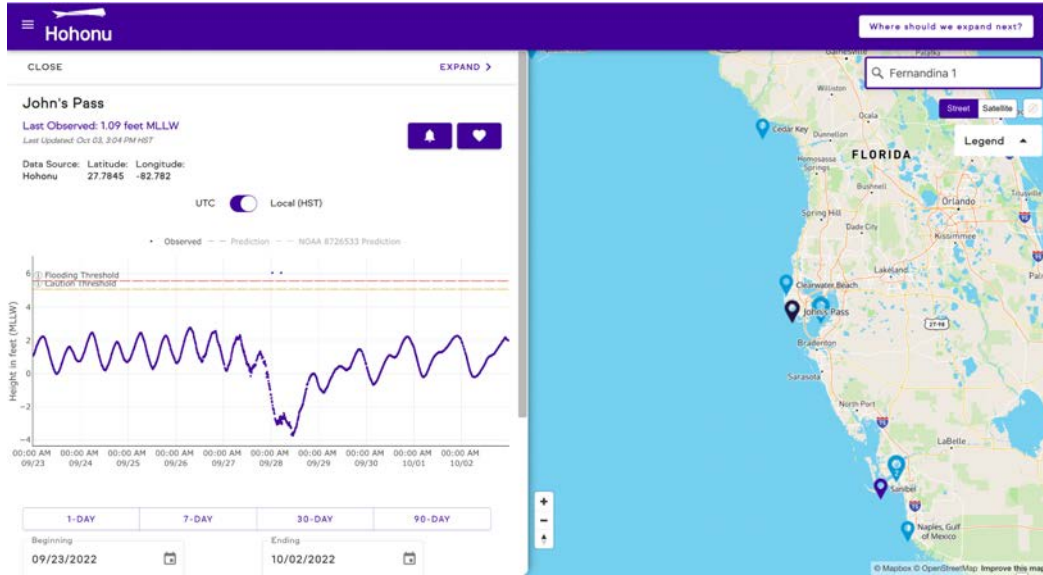 Hohonu
Where should we expand next?
CLOSE
EXPAND >
John's Pass
Last Observed: 1.09 feet MLLW
Last Updated: Oct 03, 3:04 PM HST
Data Source: Latitude: Longitude:
Hohonu 27.7845 -82.782
UTC Local (HST)
Observed Prediction NOAA 8726533 Prediction
Flooding Threshold
Caution Threshold
Height in feet (MLLW)
6
4
2
0
−2
−4
00:00 AM 00:00 AM 00:00 AM 00:00 AM 00:00 AM 00:00 AM 00:00 AM 00:00 AM 00:00 AM 00:00 AM
09/23 09/24 09/25 09/26 09/27 09/28 09/29 09/30 10/01 10/02
1-DAY 7-DAY 30-DAY 90-DAY
Beginning
09/23/2022
Ending
10/02/2022
Fernandina 1
Street Satellite
Legend
Gainesville
Palatka
Williston
Ocala
Cedar Key
Dunnellon
FLORIDA
Homosassa
Springs
Bushnell
Titusville
Orlando
Spring Hill
Dade City
Kissimmee
Lakeland
Clearwater Beach
John's Pass
27-98
Bradenton
Sarasota
North Port
LaBelle
Sanibel
Naples, Gulf
of Mexico
+
−
© Mapbox © OpenStreetMap Improve this map